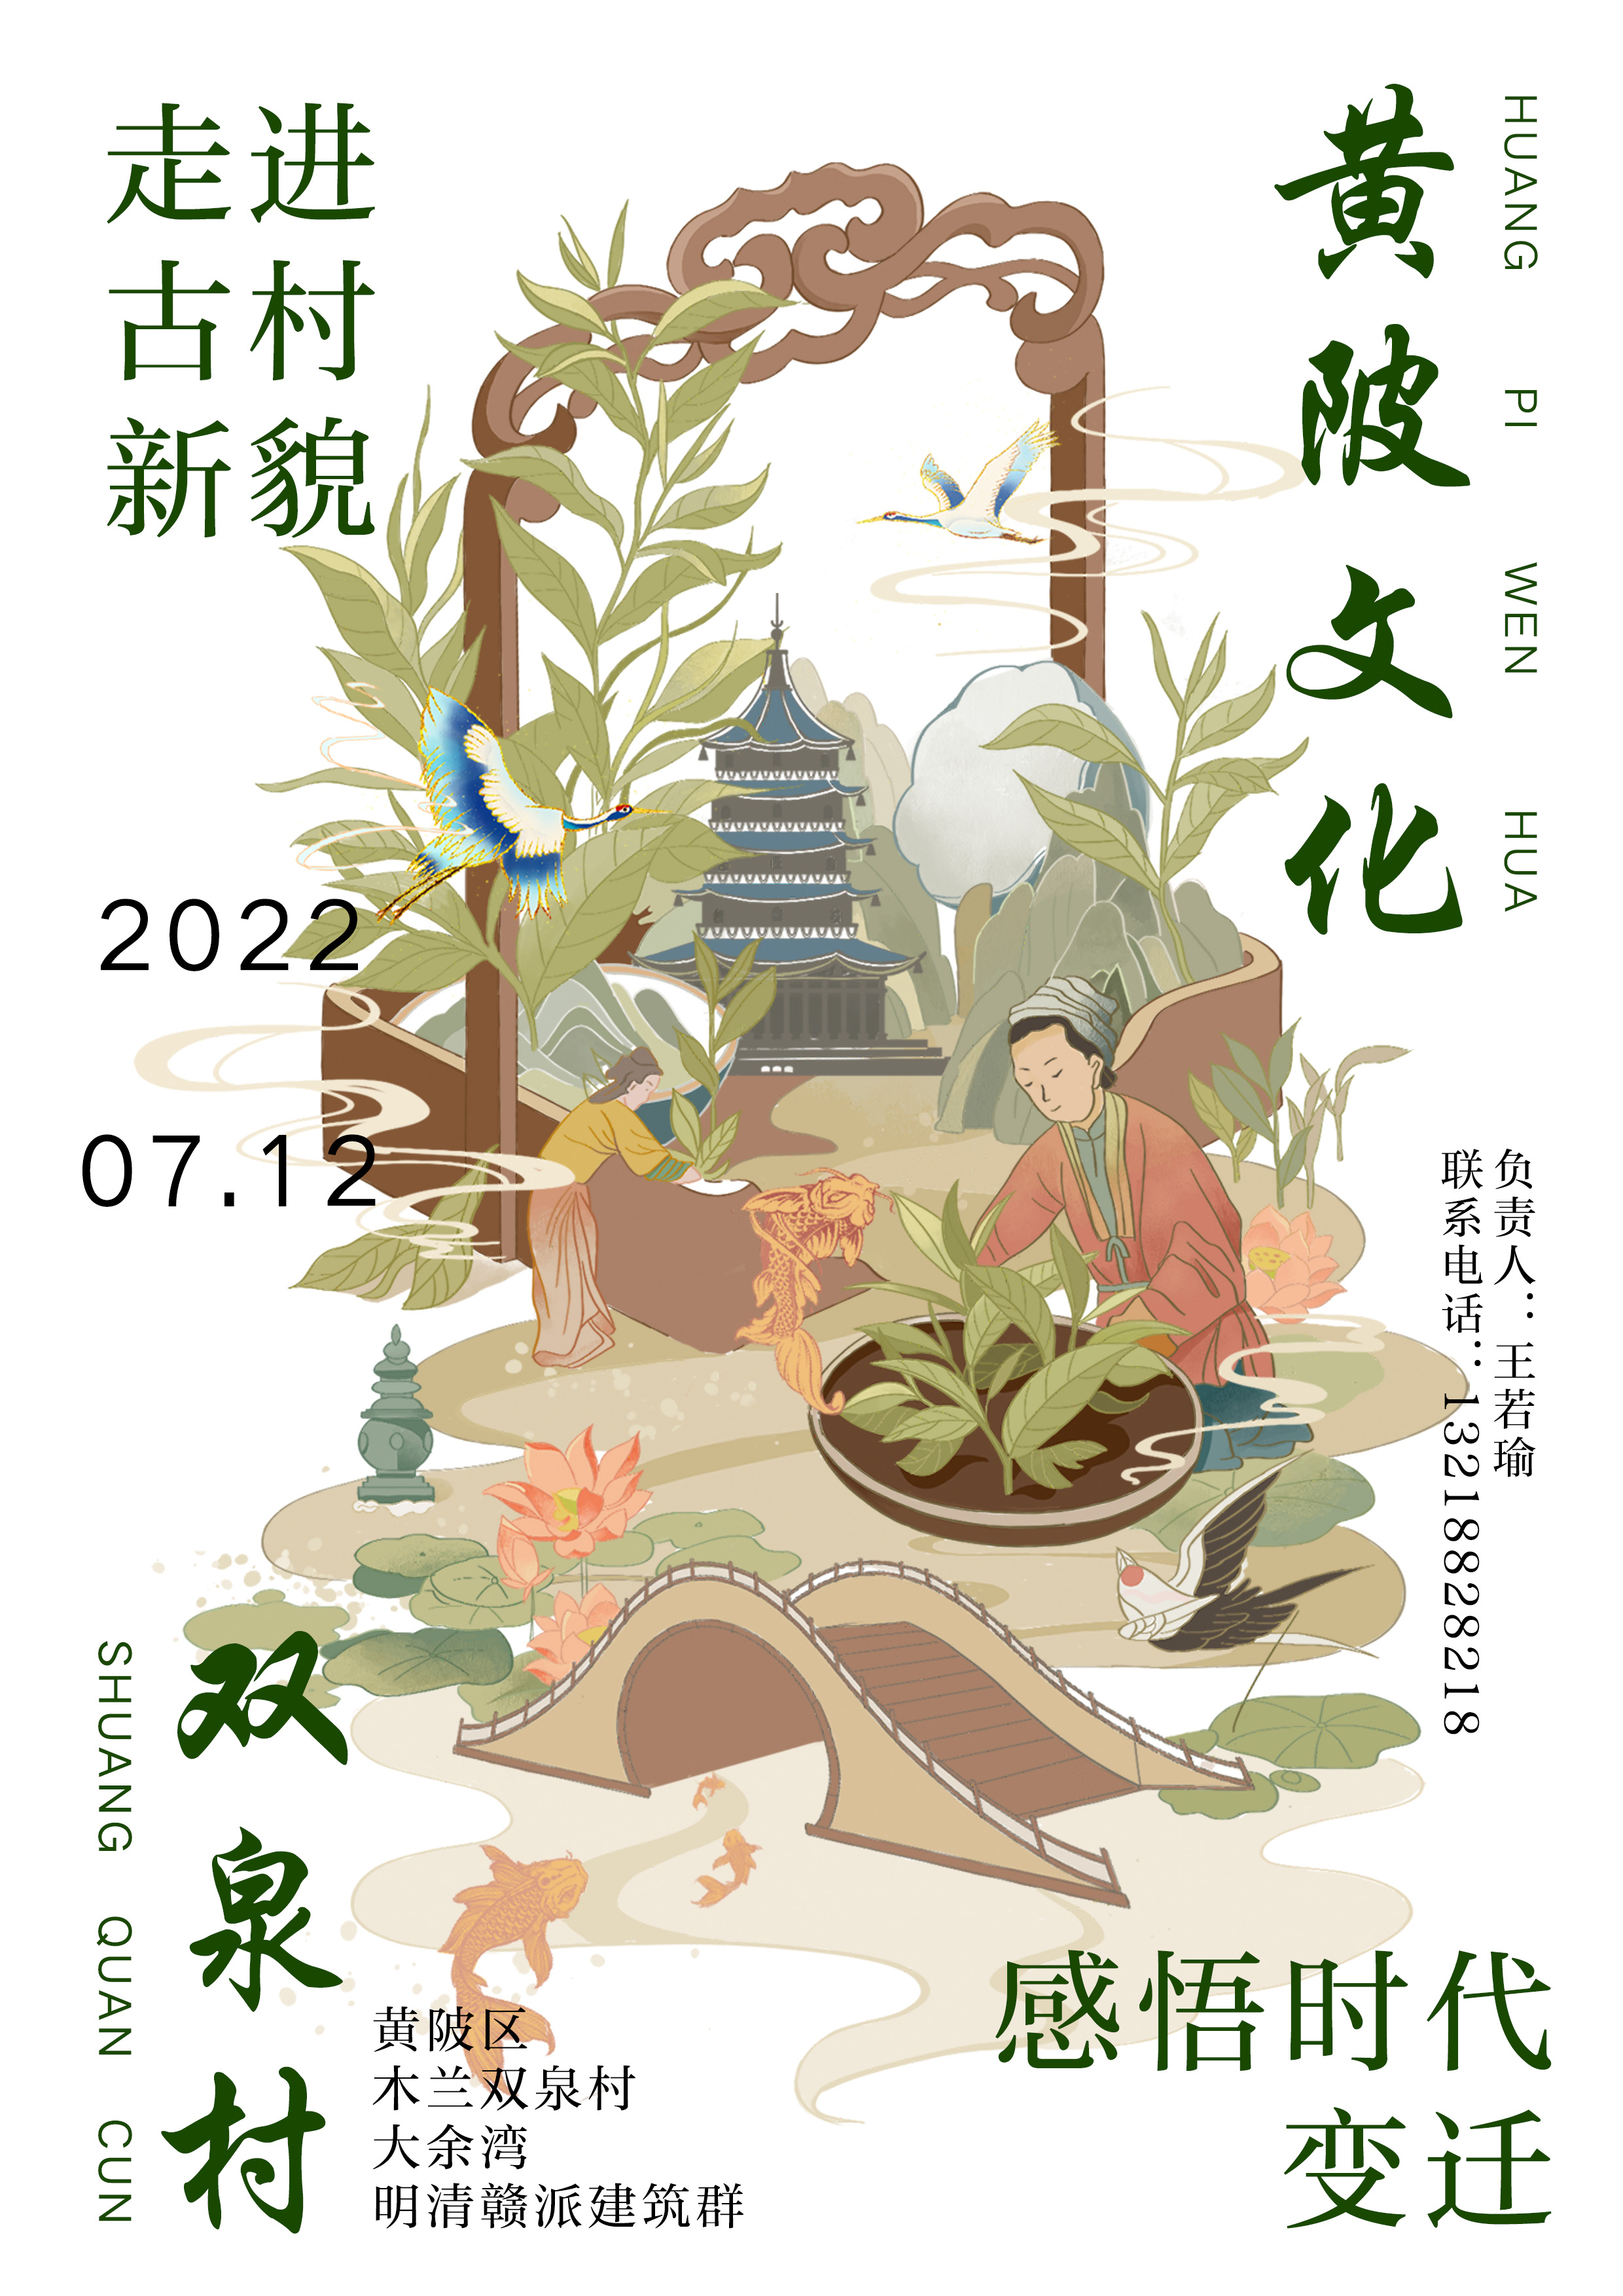 走进
古村
新貌
黄陂文化
HUANG PI WEN HUA
2022
07.12
负责人：王若瑜
联系电话：13218828218
双泉村
SHUANG QUAN CUN
黄陂区
木兰双泉村
大余湾
明清赣派建筑群
感悟时代
变迁